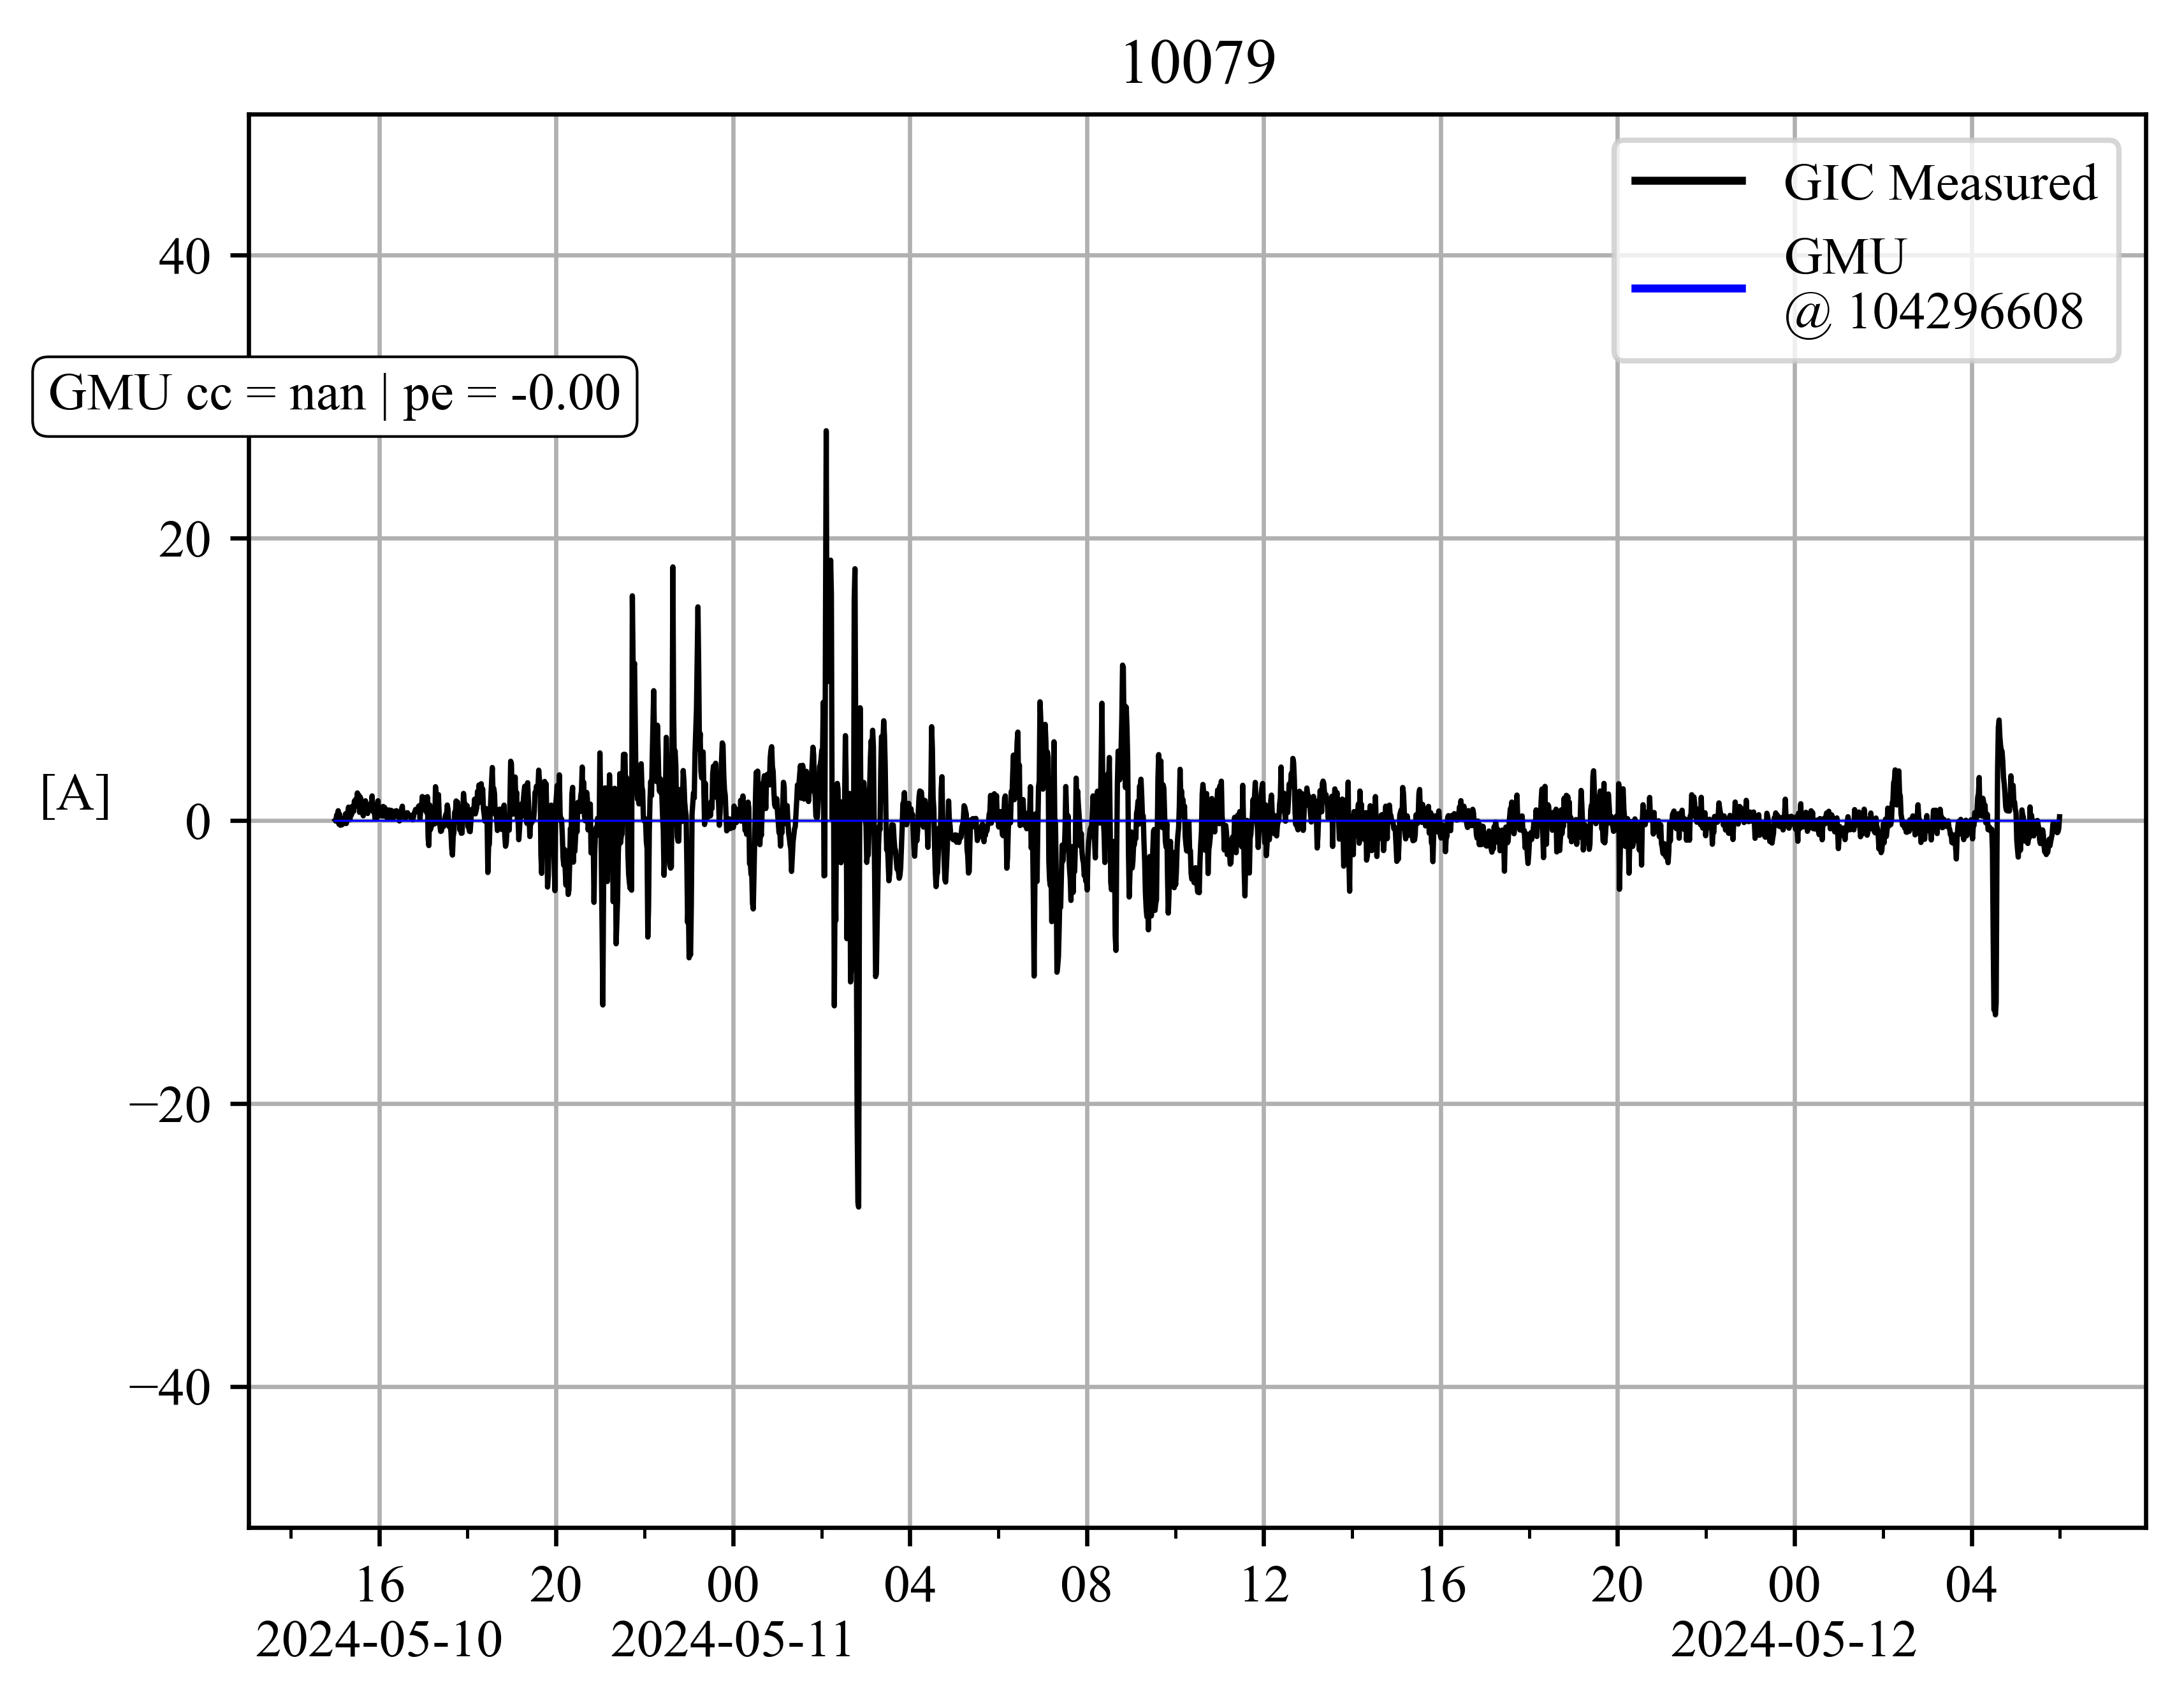 10079
GIC Measured
GMU
@ 104296608
GMU cc = nan | pe = -0.00
[A]
40
20
0
−20
−40
16 20 00 04 08 12 16 20 00 04
2024-05-10 2024-05-11 2024-05-12